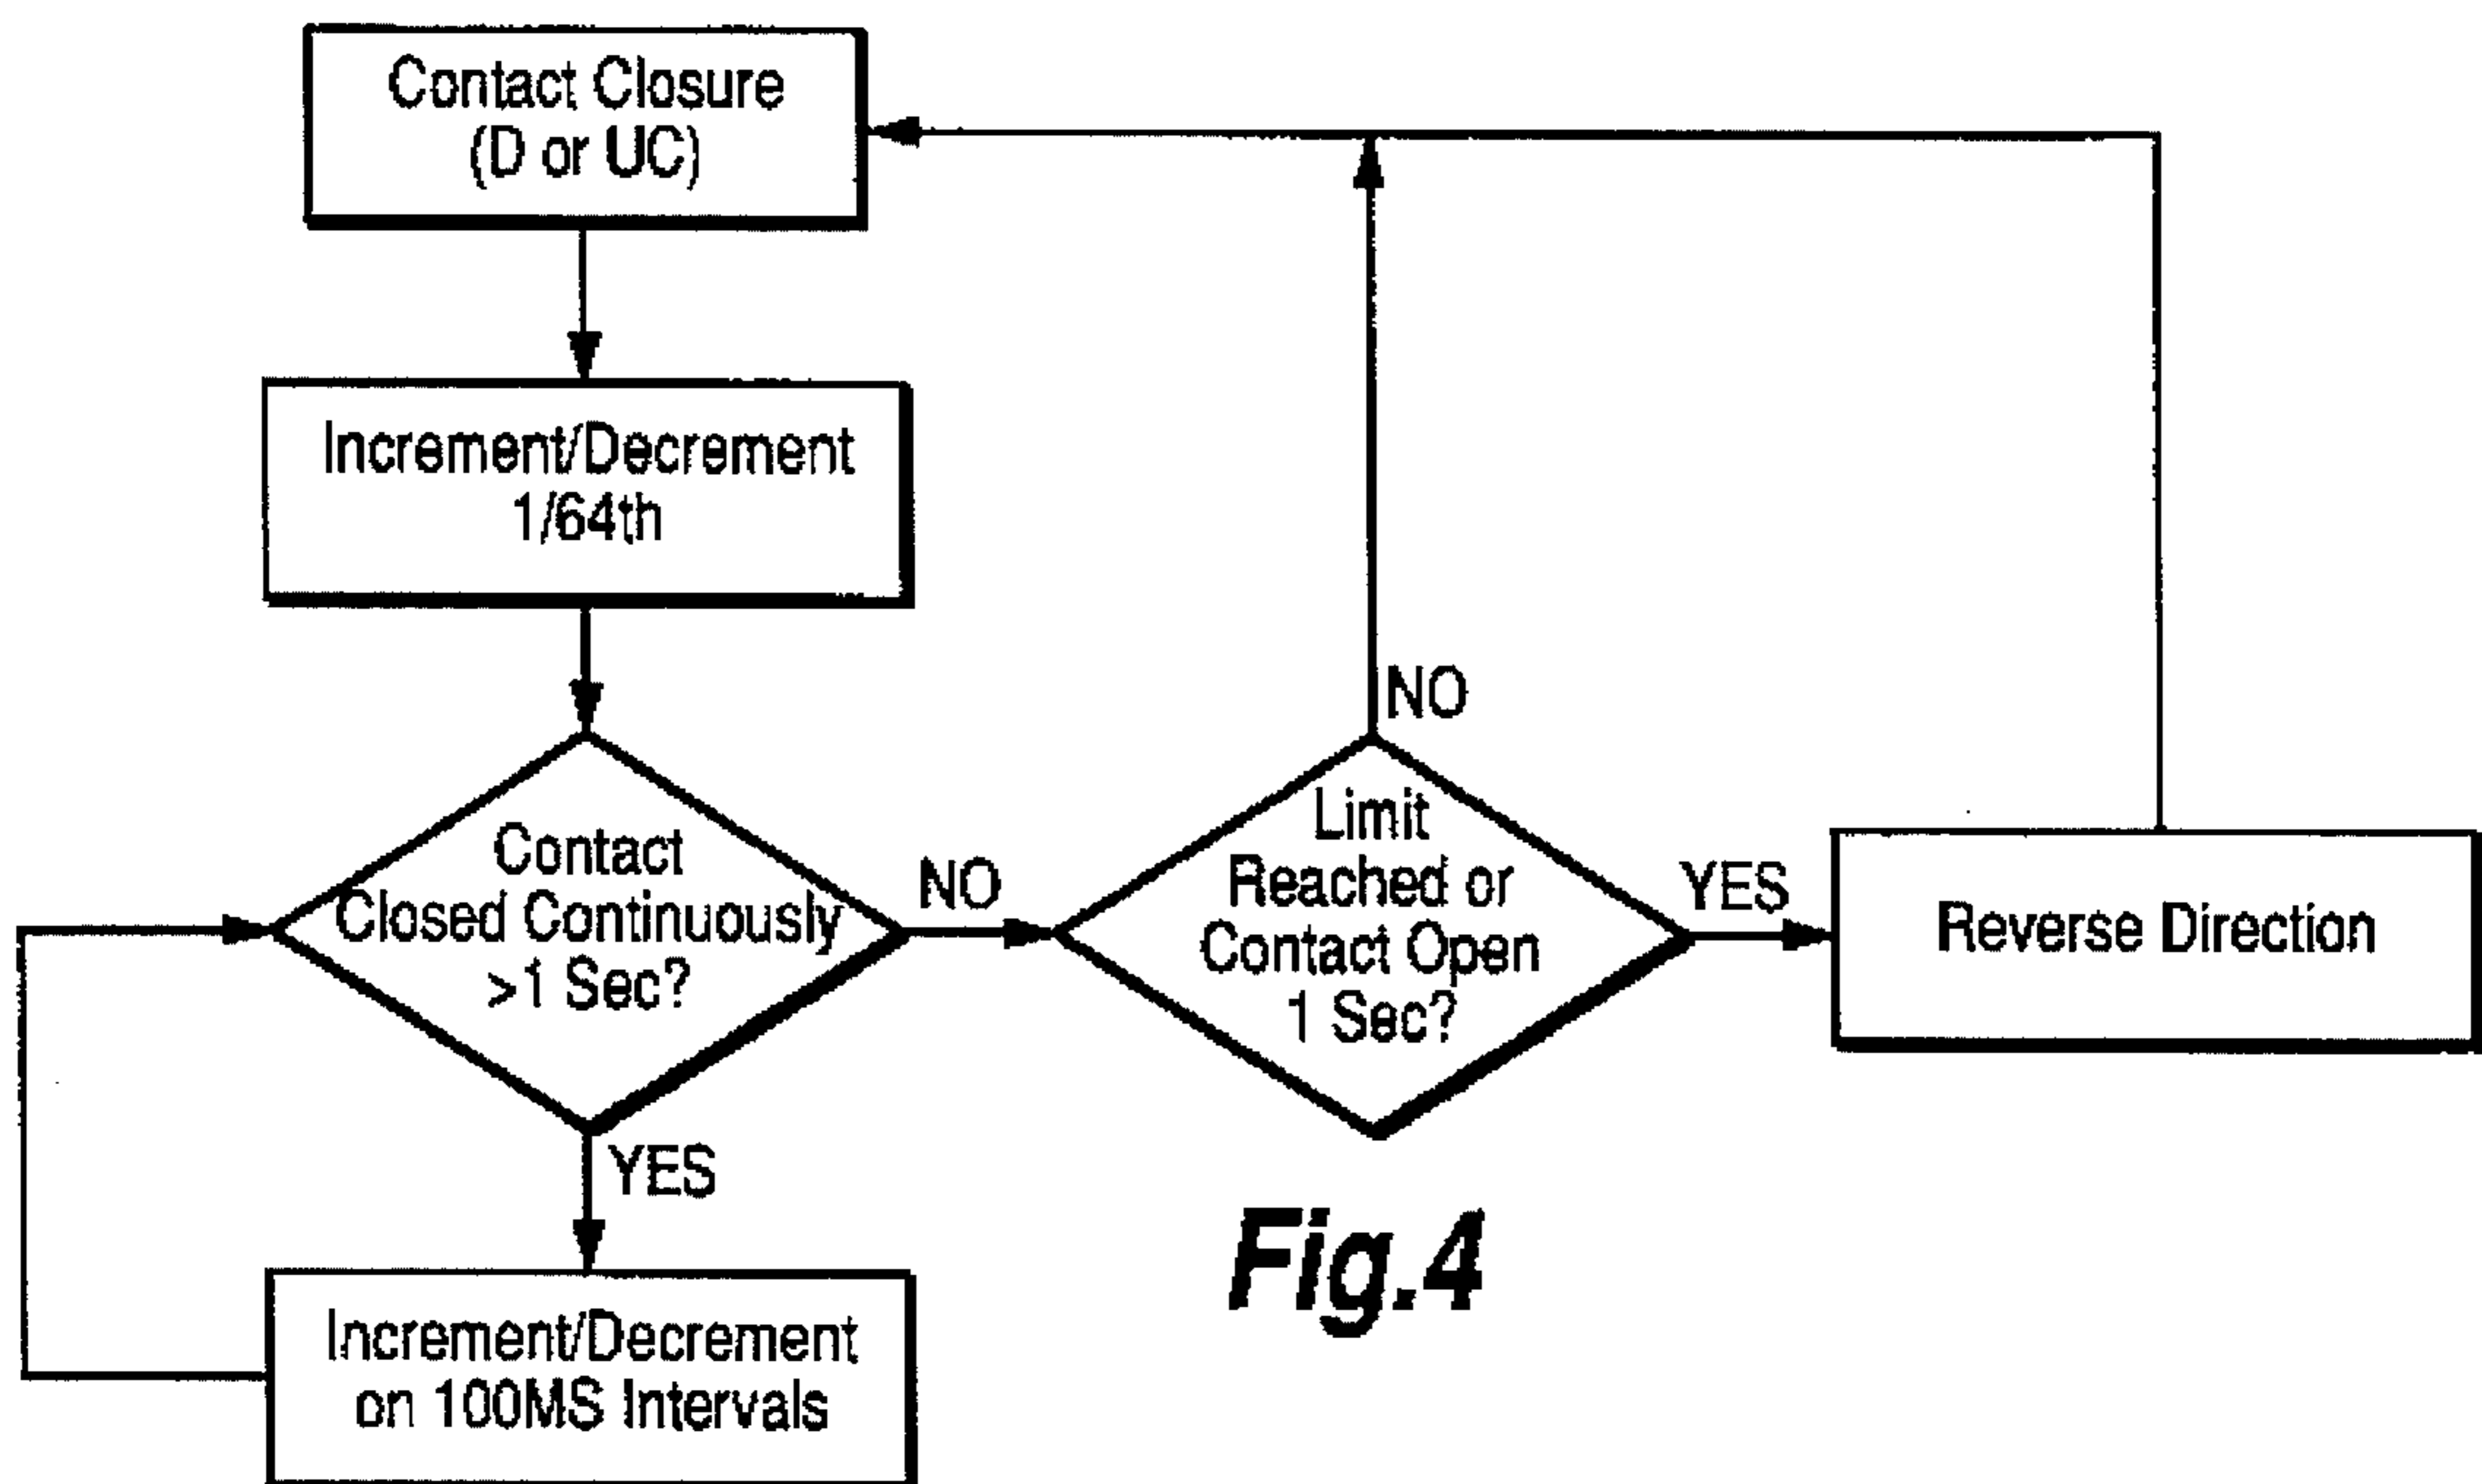 Contact Closure
(D or UC)
Increment/Decrement
1/64th
NO
Contact
Closed Continuously
>1 Sec?
NO
Limit
Reached or
Contact Open
1 Sec?
YES
Reverse Direction
YES
Increment/Decrement
on 100MS Intervals
Fig.4